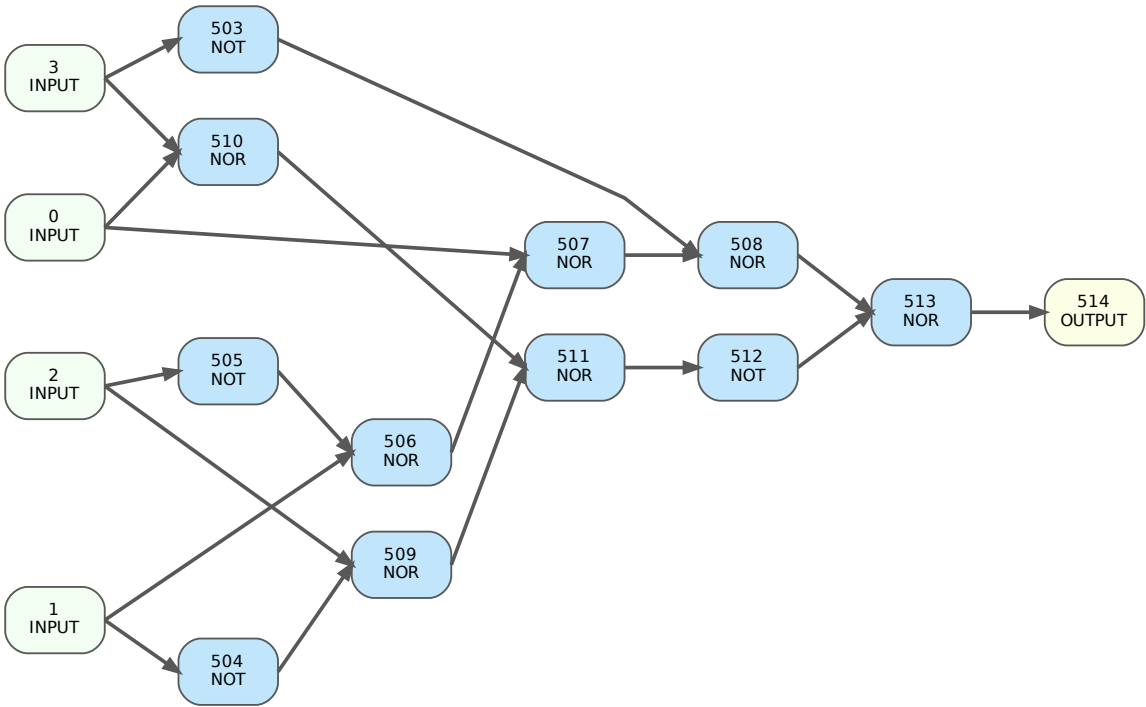 503
NOT
3
INPUT
510
NOR
0
INPUT
507
NOR
508
NOR
513
NOR
514
OUTPUT
511
NOR
512
NOT
505
NOT
2
INPUT
506
NOR
509
NOR
1
INPUT
504
NOT